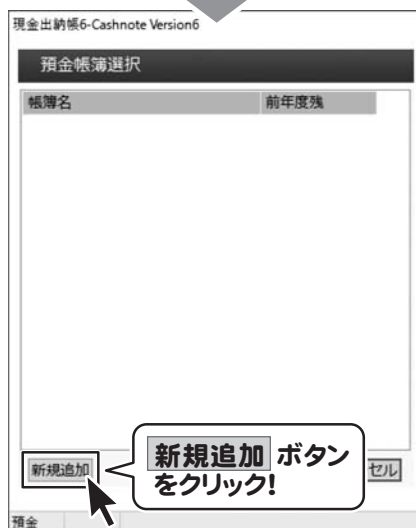 現金出納帳6-Cashnote Version6
預金帳簿選択
帳簿名 前年度残
新規追加 ボタン
をクリック!
新規追加
セル
預金